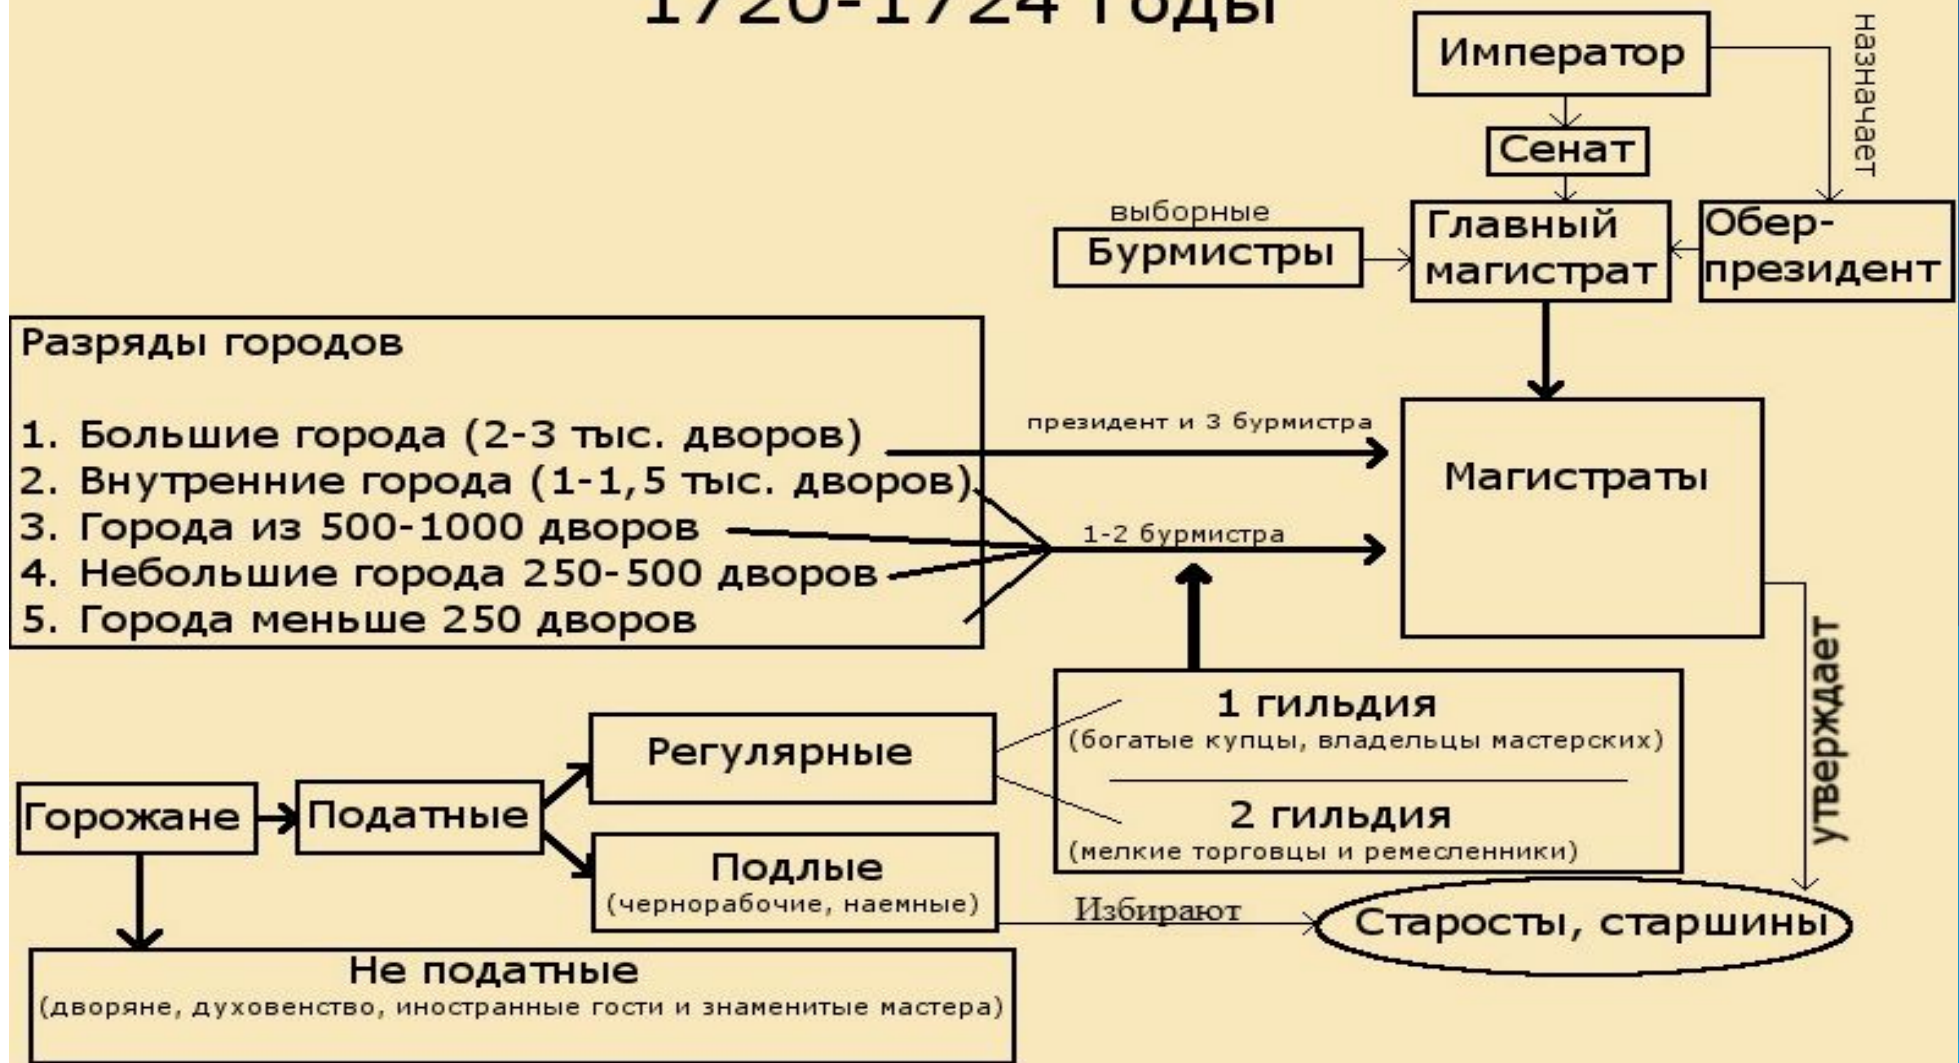 1720-1724 годы
Император
назначает
Сенат
выборные
Бурмистры
Главный
магистрат
Обер-
президент
Разряды городов
1. Большие города (2-3 тыс. дворов)
2. Внутренние города (1-1,5 тыс. дворов)
3. Города из 500-1000 дворов
4. Небольшие города 250-500 дворов
5. Города меньше 250 дворов
президент и 3 бурмистра
1-2 бурмистра
Магистраты
утверждает
1 гильдия
(богатые купцы, владельцы мастерских)
2 гильдия
(мелкие торговцы и ремесленники)
Регулярные
Горожане
Податные
Подлые
(чернорабочие, наемные)
Избирают
Старосты, старшины
Не податные
(дворяне, духовенство, иностранные гости и знаменитые мастера)